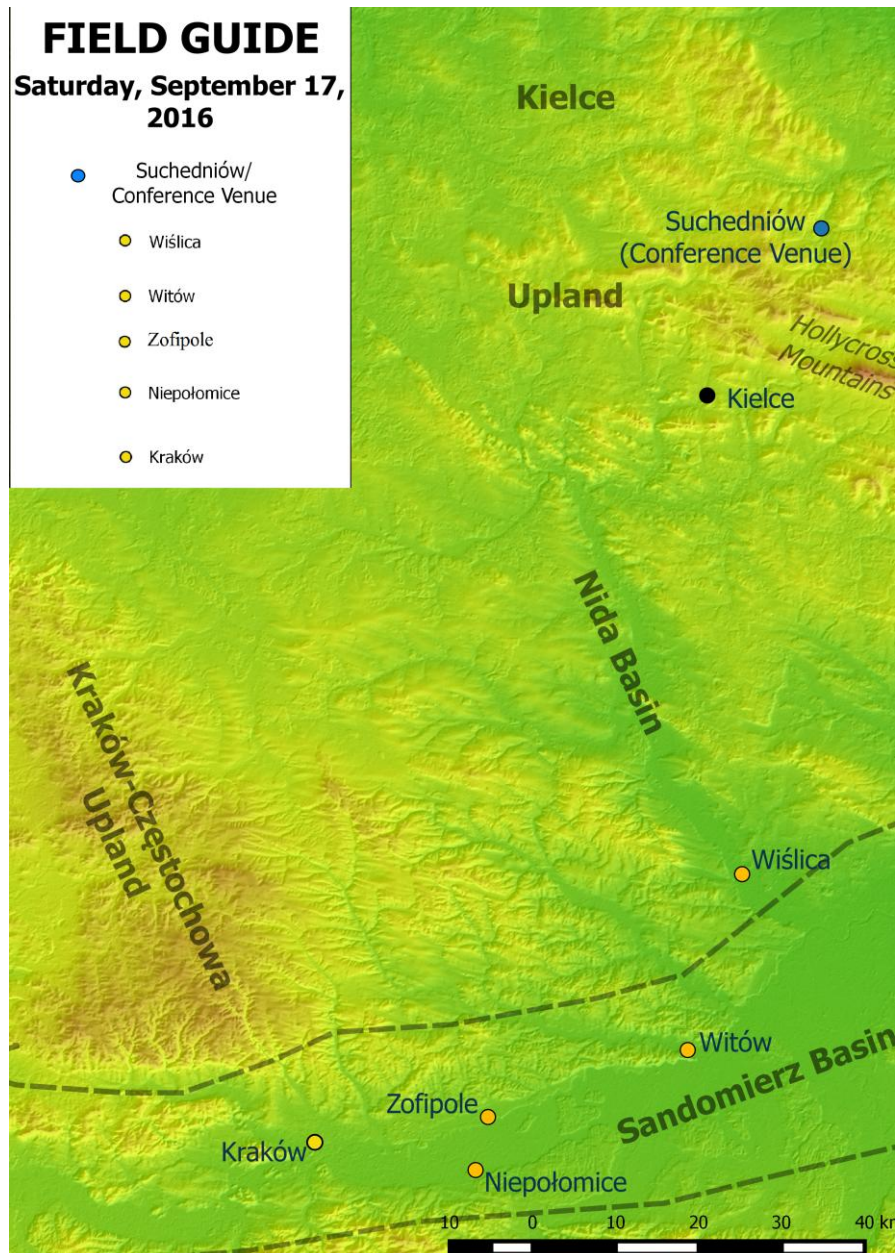 FIELD GUIDE
Saturday, September 17,
2016
Suchedniów/
Conference Venue
Wiślica
Witów
Zofipole
Niepołomice
Kraków
Kielce
Upland
Suchedniów
(Conference Venue)
Hollycross
Mountains
Kielce
Nida Basin
Kraków-Częstochowa
Upland
Wiślica
Witów
Sandomierz Basin
Zofipole
Kraków
Niepołomice
10 0 10 20 30 40 km